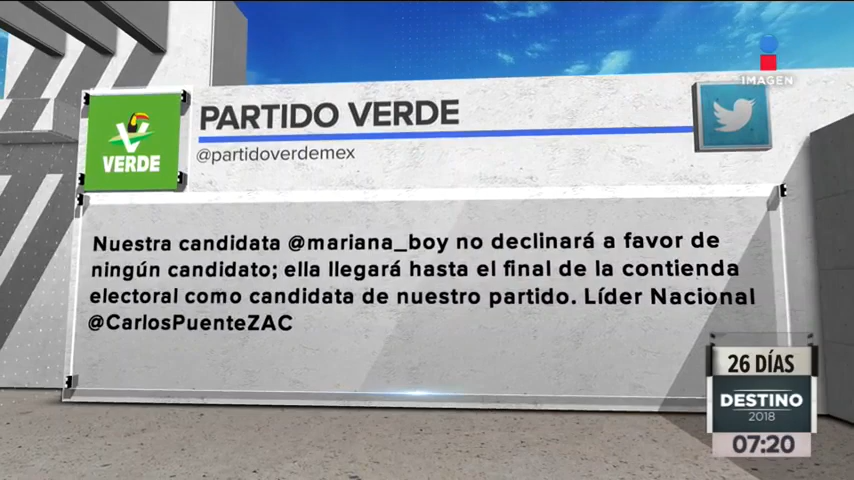 IMAGEN
PARTIDO VERDE
VERDE
@partidoverdemex
Nuestra candidata @mariana_boy no declinará a favor de
ningún candidato; ella llegará hasta el final de la contienda
electoral como candidata de nuestro partido. Líder Nacional
@CarlosPuenteZAC
26 DÍAS
DESTINO
2018
07:20